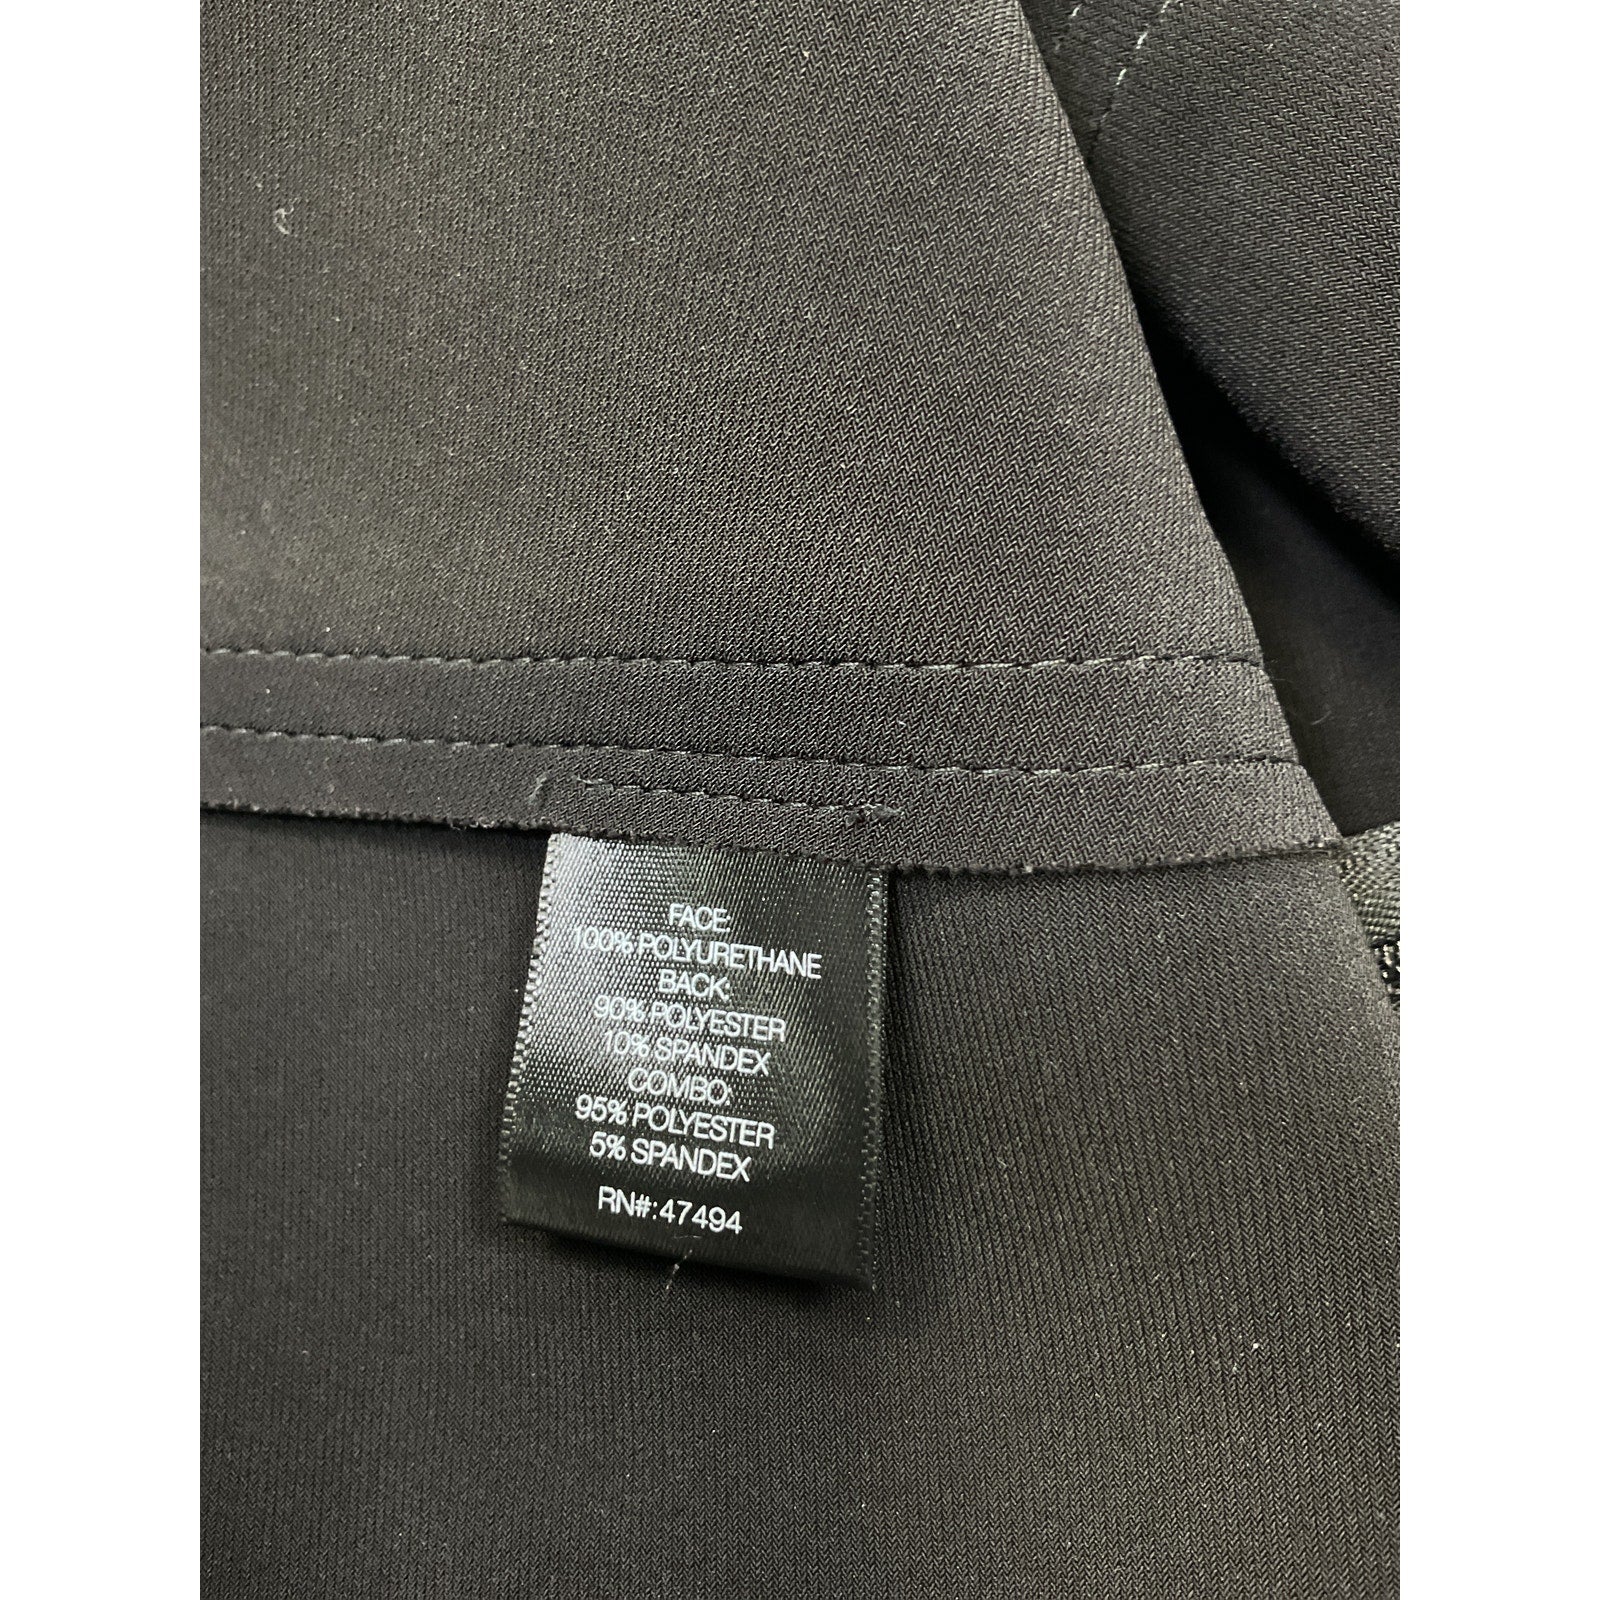 FACE:
100% POLYURETHANE
BACK:
90% POLYESTER
10% SPANDEX
COMBO:
95% POLYESTER
5% SPANDEX
RN#:47494